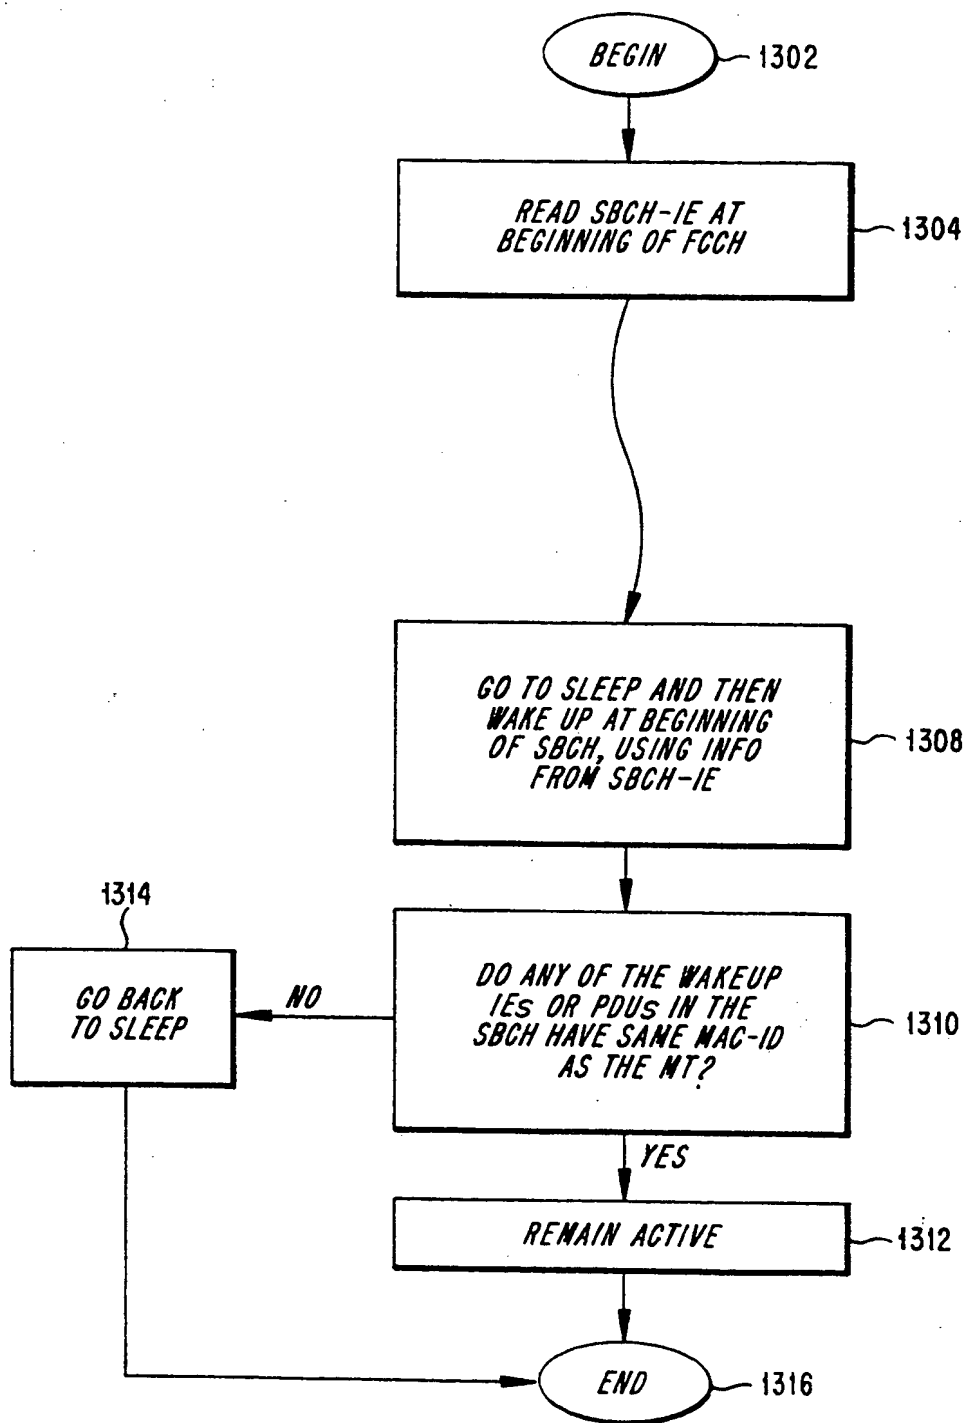 BEGIN
1302
READ SBCH-IE AT
BEGINNING OF FCCH
1304
GO TO SLEEP AND THEN
WAKE UP AT BEGINNING
OF SBCH, USING INFO
FROM SBCH-IE
1308
1314
GO BACK
TO SLEEP
NO
DO ANY OF THE WAKEUP
IEs OR PDUs IN THE
SBCH HAVE SAME MAC-ID
AS THE MT?
1310
YES
REMAIN ACTIVE
1312
END
1316